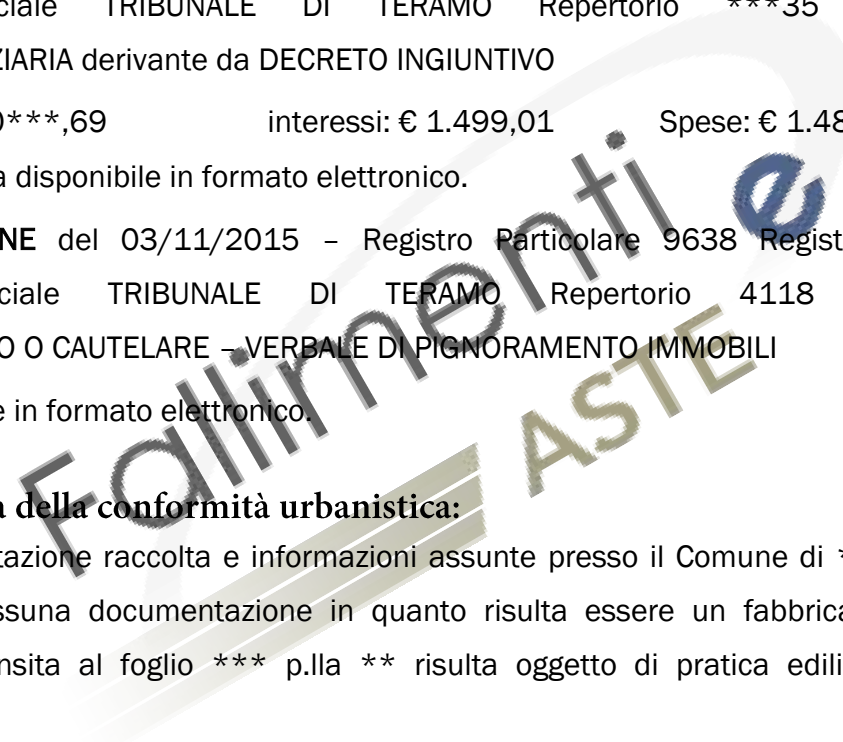 ciale TRIBUNALE DI TERAMO Repertorio ***35
ZIARIA derivante da DECRETO INGIUNTIVO
***,69 interessi: € 1.499,01 Spese: € 1.48
a disponibile in formato elettronico.
NE del 03/11/2015 – Registro Particolare 9638 Regist
ciale TRIBUNALE DI TERAMO Repertorio 4118
O O CAUTELARE – VERBALE DI PIGNORAMENTO IMMOBILI
e in formato elettronico.
a della conformità urbanistica:
tazione raccolta e informazioni assunte presso il Comune di *
ssuna documentazione in quanto risulta essere un fabbrica
nsita al foglio *** p.lla ** risulta oggetto di pratica edili
Fallimenti e
ASTE